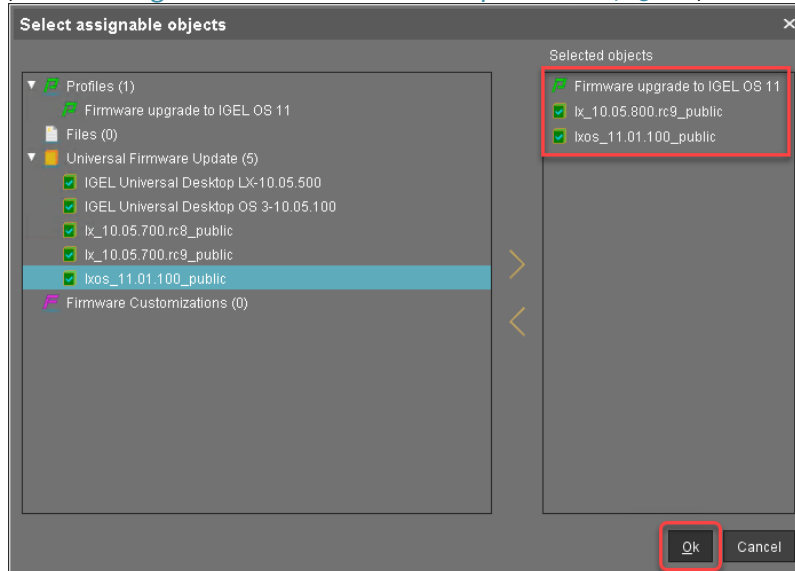 Select assignable objects
Selected objects
Profiles (1)
Firmware upgrade to IGEL OS 11
Files (0)
Universal Firmware Update (5)
IGEL Universal Desktop LX-10.05.500
IGEL Universal Desktop OS 3-10.05.100
lx_10.05.700.rc8_public
lx_10.05.700.rc9_public
lxos_11.01.100_public
Firmware Customizations (0)
Firmware upgrade to IGEL OS 11
lx_10.05.800.rc9_public
lxos_11.01.100_public
Ok
Cancel